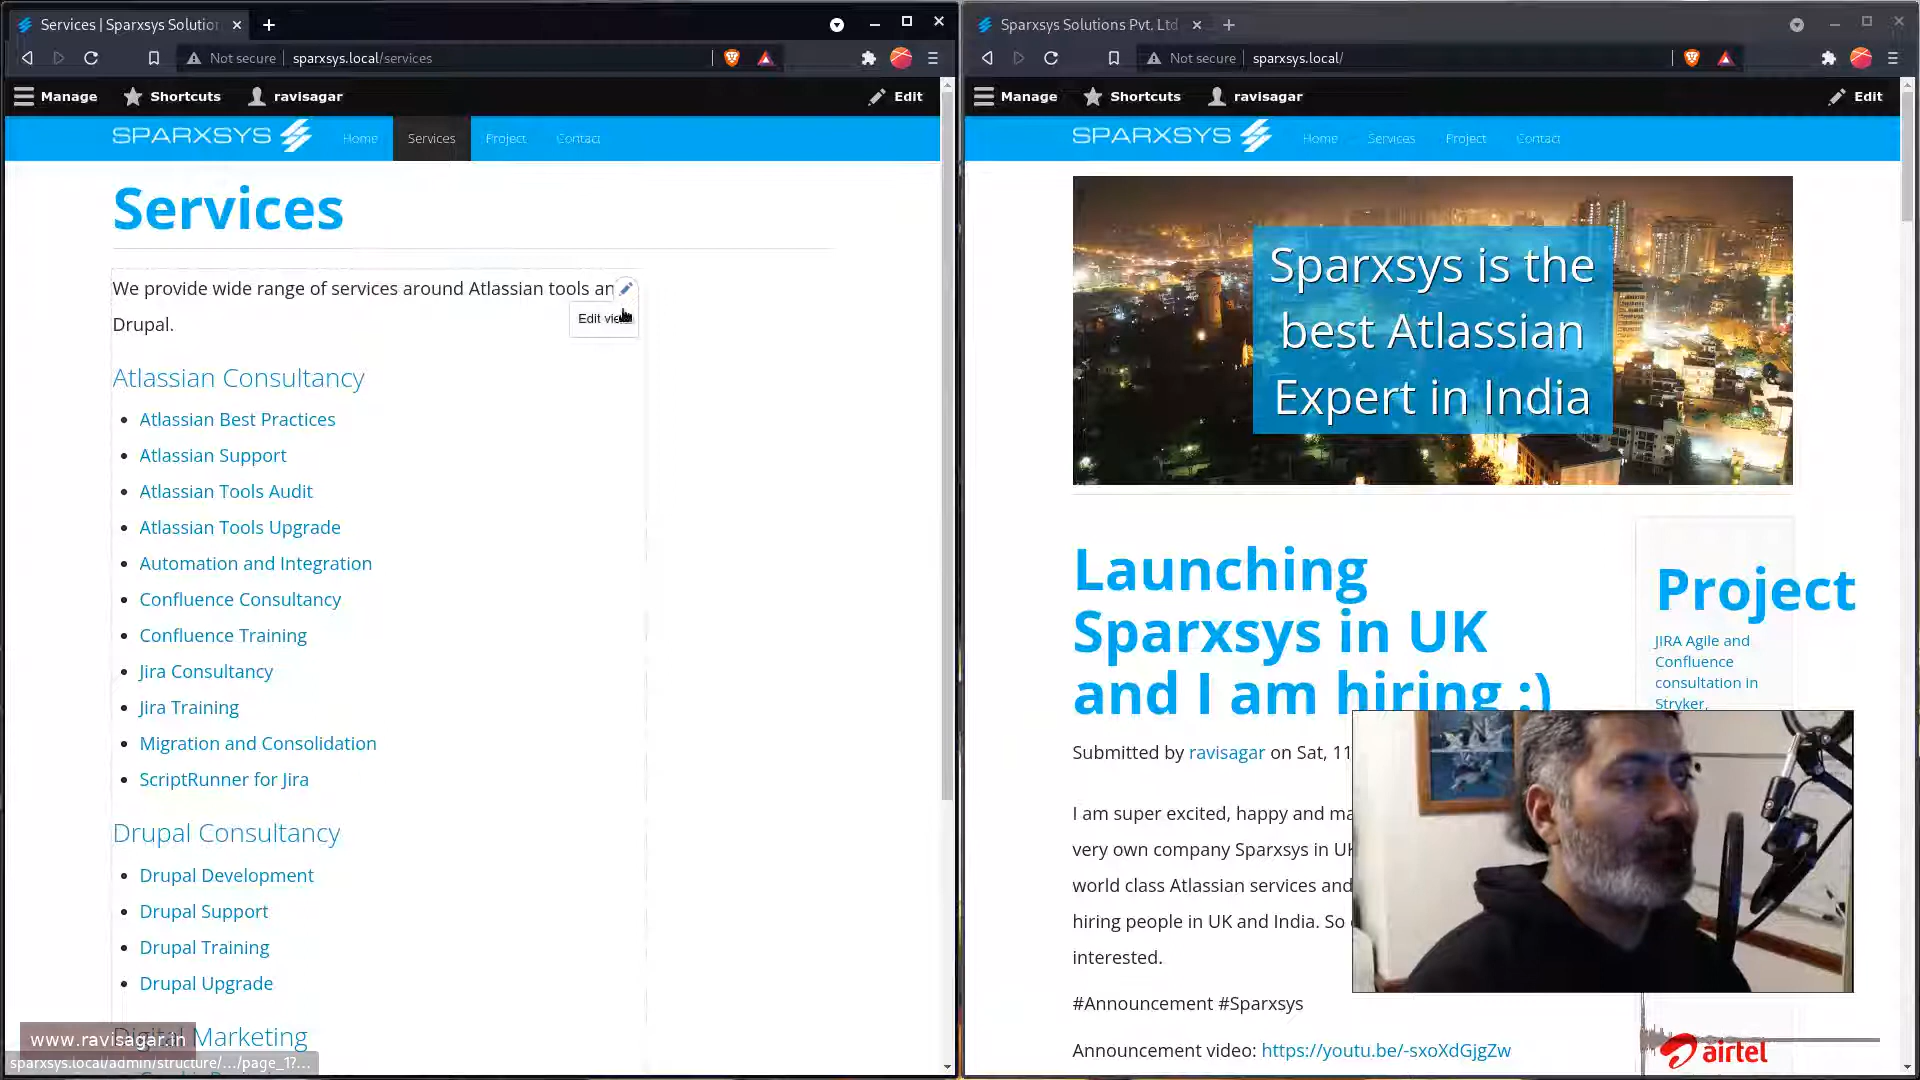 Services | Sparxsys Solution
Not secure
sparxsys.local/services
Manage
Shortcuts
ravisagar
Edit
SPARXSYS
Home
Services
Project
Contact
Services
We provide wide range of services around Atlassian tools an
Drupal.
Edit vie
Atlassian Consultancy
Atlassian Best Practices
Atlassian Support
Atlassian Tools Audit
Atlassian Tools Upgrade
Automation and Integration
Confluence Consultancy
Confluence Training
Jira Consultancy
Jira Training
Migration and Consolidation
ScriptRunner for Jira
Drupal Consultancy
Drupal Development
Drupal Support
Drupal Training
Drupal Upgrade
Digital Marketing
www.ravisagar.in
sparxsys.local/admin/structure/.../page_1?...
Sparxsys Solutions Pvt. Ltd
Not secure
sparxsys.local/
Manage
Shortcuts
ravisagar
Edit
SPARXSYS
Home
Services
Project
Contact
Sparxsys is the
best Atlassian
Expert in India
Launching
Sparxsys in UK
and I am hiring :)
Submitted by ravisagar on Sat, 11
I am super excited, happy and ma
very own company Sparxsys in UK
world class Atlassian services and
hiring people in UK and India. So
interested.
#Announcement #Sparxsys
Announcement video: https://youtu.be/-sxoXdGjgZw
Project
JIRA Agile and
Confluence
consultation in
Stryker,
airtel